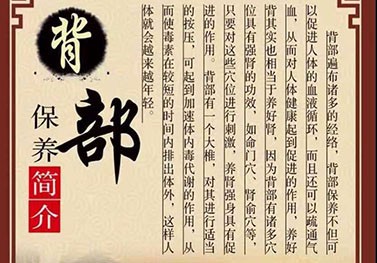 背部
保养
简介
背部遍布诸多的经络，背部保养不但可
以促进人体的血液循环，而且还可以疏通气
血，从而对人体健康起到促进的作用，养好
背其实也相当于养好肾，因为背部有诸多穴
位具有强肾的功效，如命门穴、肾俞穴等，
只要对这些穴位进行刺激，养肾强身具有促
进的作用。背部有一个大椎，对其进行适当
的按压，可起到加速体内毒代谢的作用，从
而使毒素在较短的时间内排出体外，这样人
体就会越来越年轻。